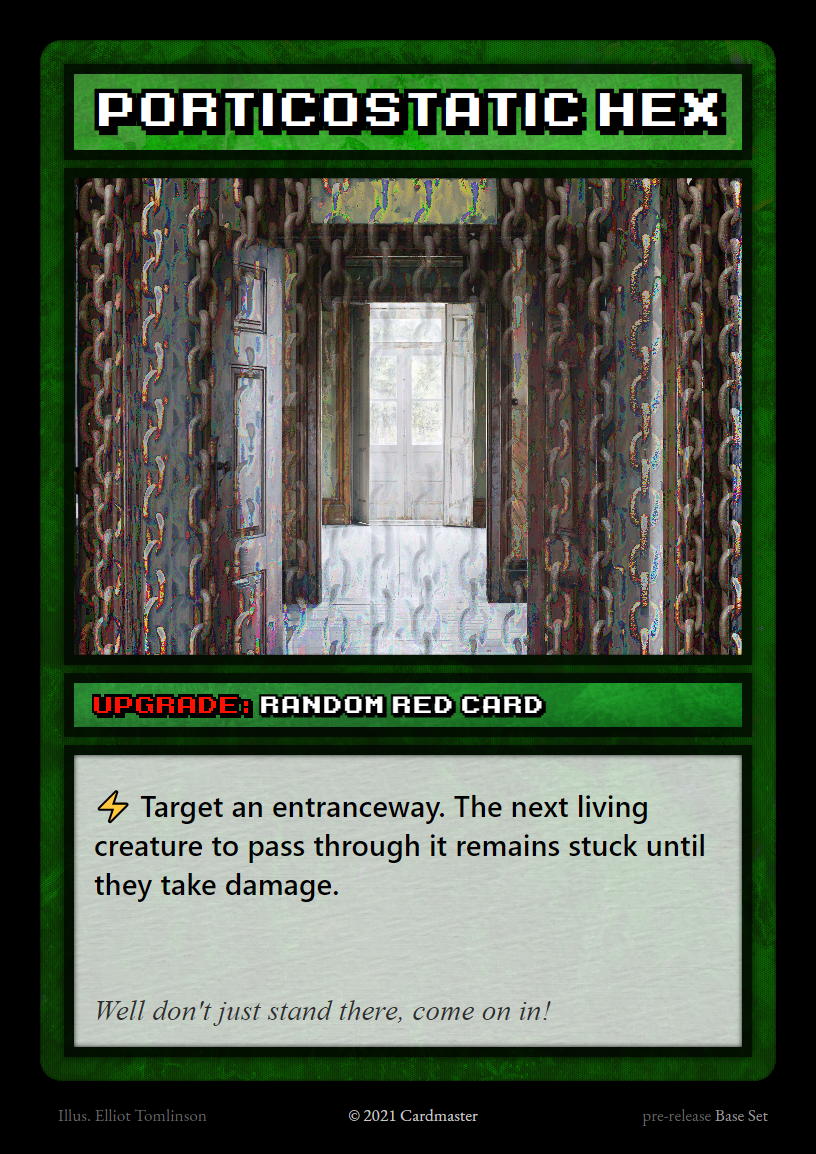 PORTICOSTATIC HEX
UPGRADE: RANDOM RED CARD
⚡ Target an entranceway. The next living
creature to pass through it remains stuck until
they take damage.
Well don't just stand there, come on in!
Illus. Elliot Tomlinson © 2021 Cardmaster pre-release Base Set